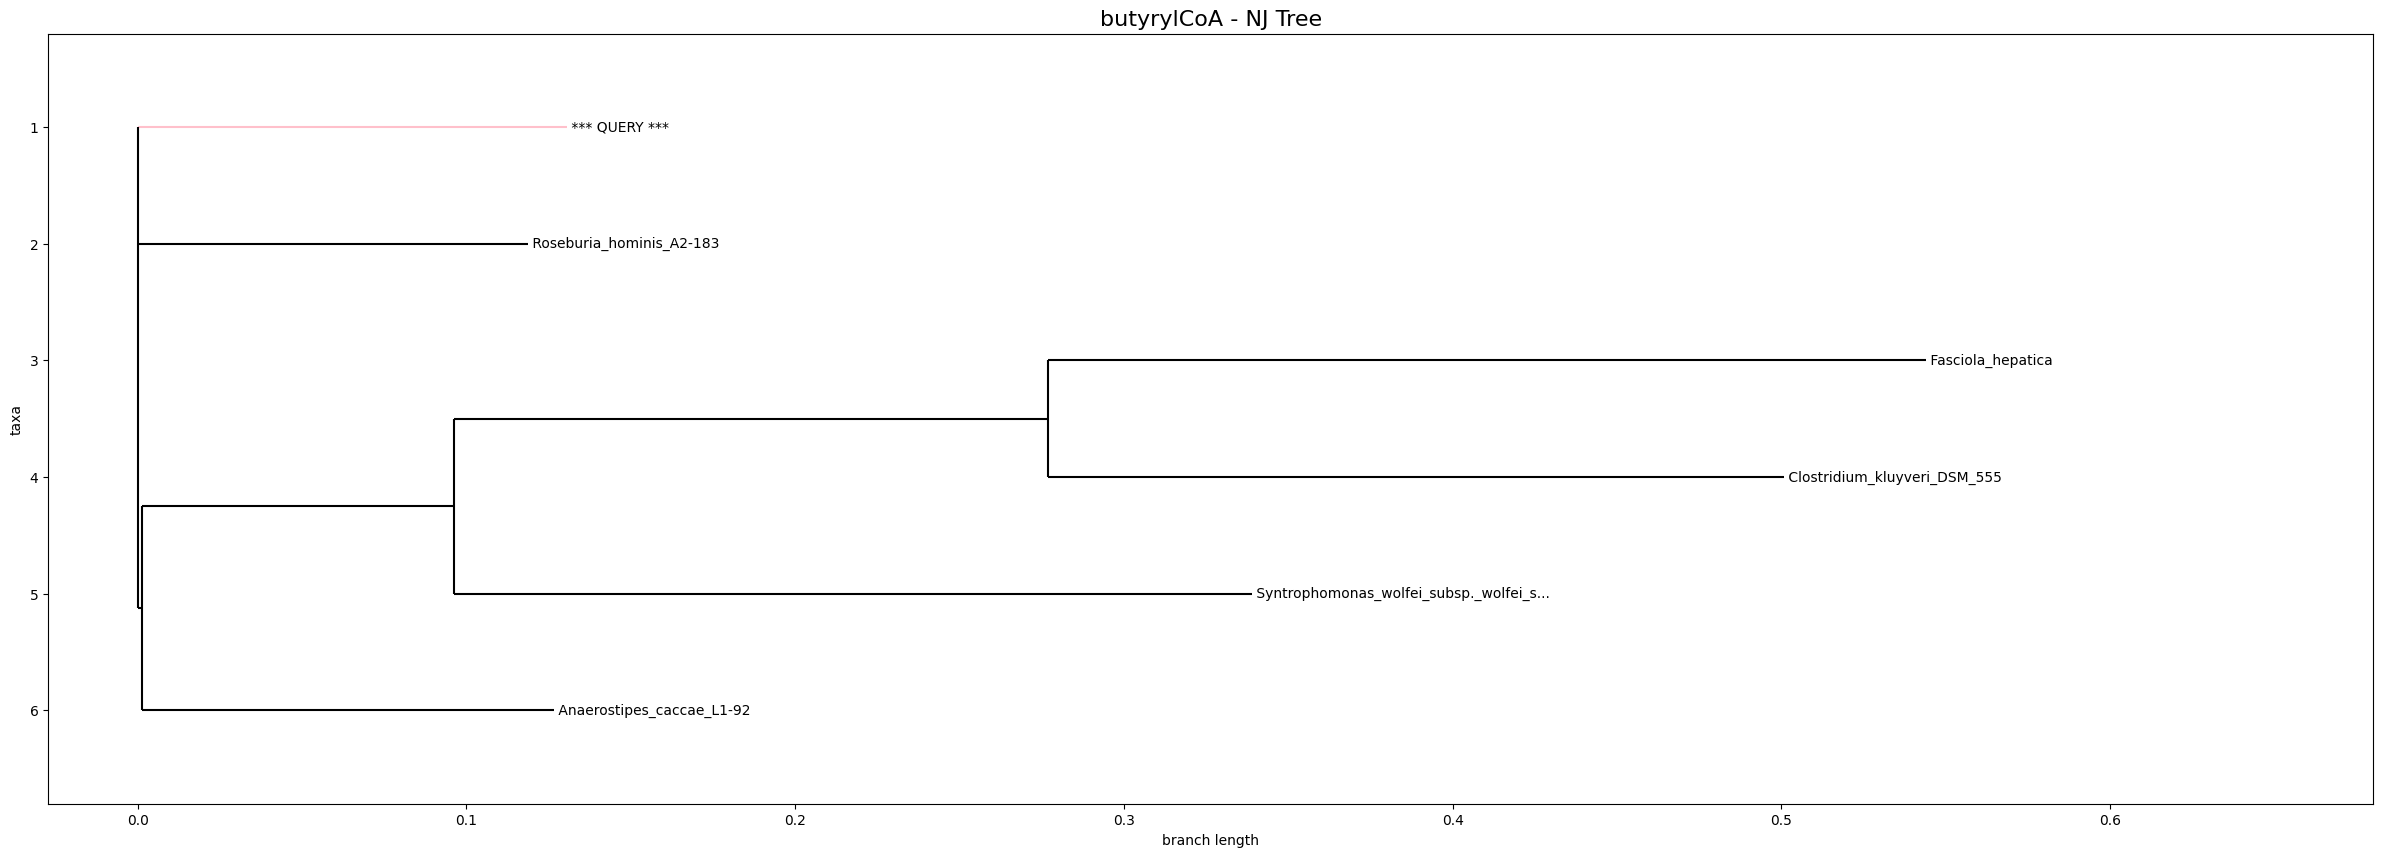 butyrylCoA - NJ Tree
1
*** QUERY ***
2
Roseburia_hominis_A2-183
3
Fasciola_hepatica
4
Clostridium_kluyveri_DSM_555
5
Syntrophomonas_wolfei_subsp._wolfei_s...
6
Anaerostipes_caccae_L1-92
taxa
0.0 0.1 0.2 0.3 0.4 0.5 0.6
branch length